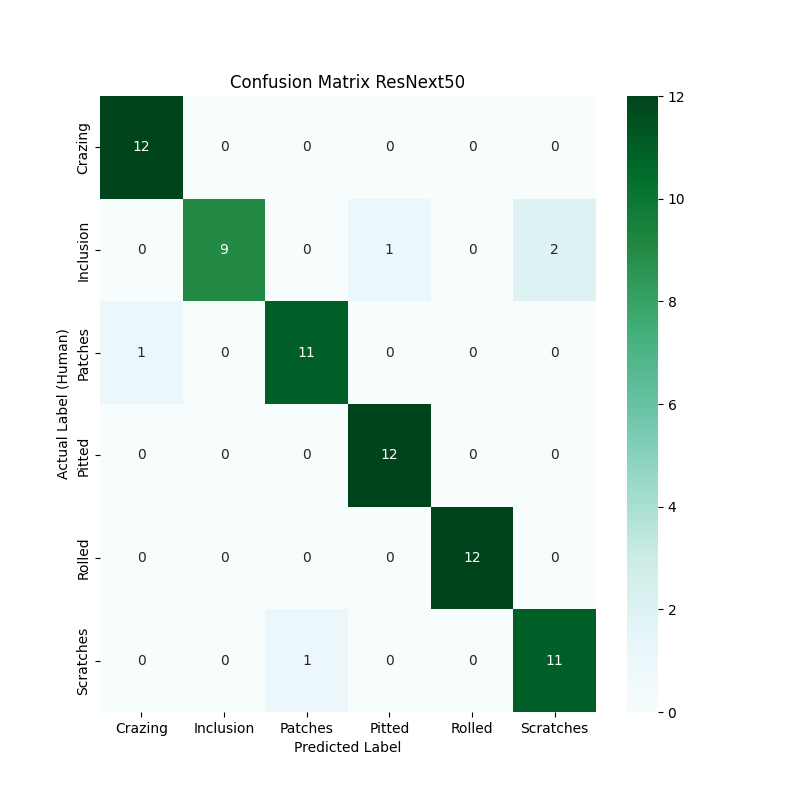 Confusion Matrix ResNext50
Actual Label (Human)
Crazing 12 0 0 0 0 0
Inclusion 0 9 0 1 0 2
Patches 1 0 11 0 0 0
Pitted 0 0 0 12 0 0
Rolled 0 0 0 0 12 0
Scratches 0 0 1 0 0 11
Crazing Inclusion Patches Pitted Rolled Scratches
Predicted Label
12
10
8
6
4
2
0